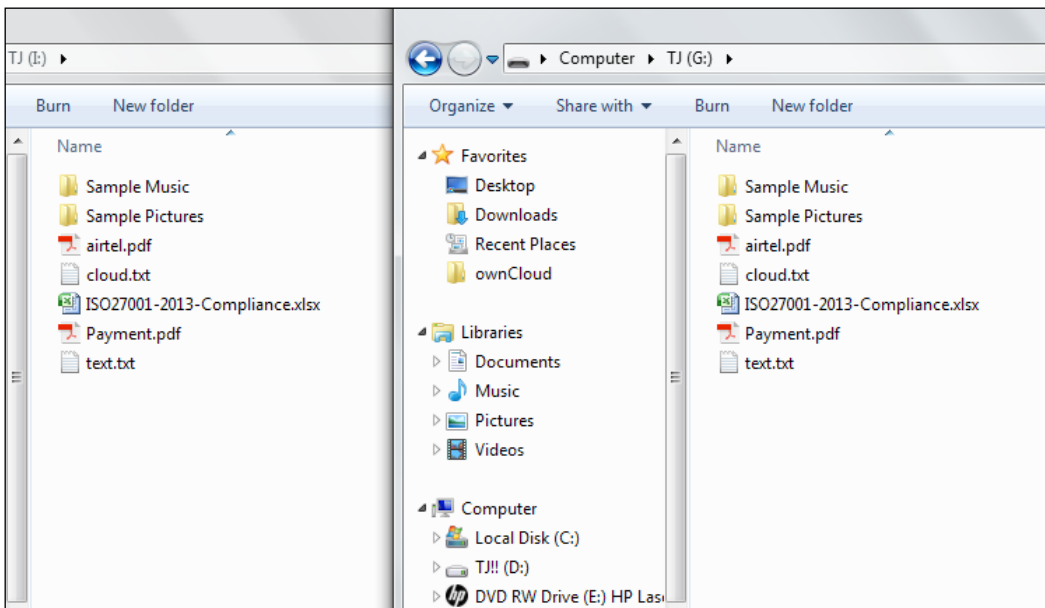 TJ (I:)
Burn New folder
Name
Sample Music
Sample Pictures
airtel.pdf
cloud.txt
ISO27001-2013-Compliance.xlsx
Payment.pdf
text.txt
Computer TJ (G:)
Organize Share with Burn New folder
Favorites
Desktop
Downloads
Recent Places
ownCloud
Libraries
Documents
Music
Pictures
Videos
Computer
Local Disk (C:)
TJ!! (D:)
DVD RW Drive (E:) HP Las
Name
Sample Music
Sample Pictures
airtel.pdf
cloud.txt
ISO27001-2013-Compliance.xlsx
Payment.pdf
text.txt